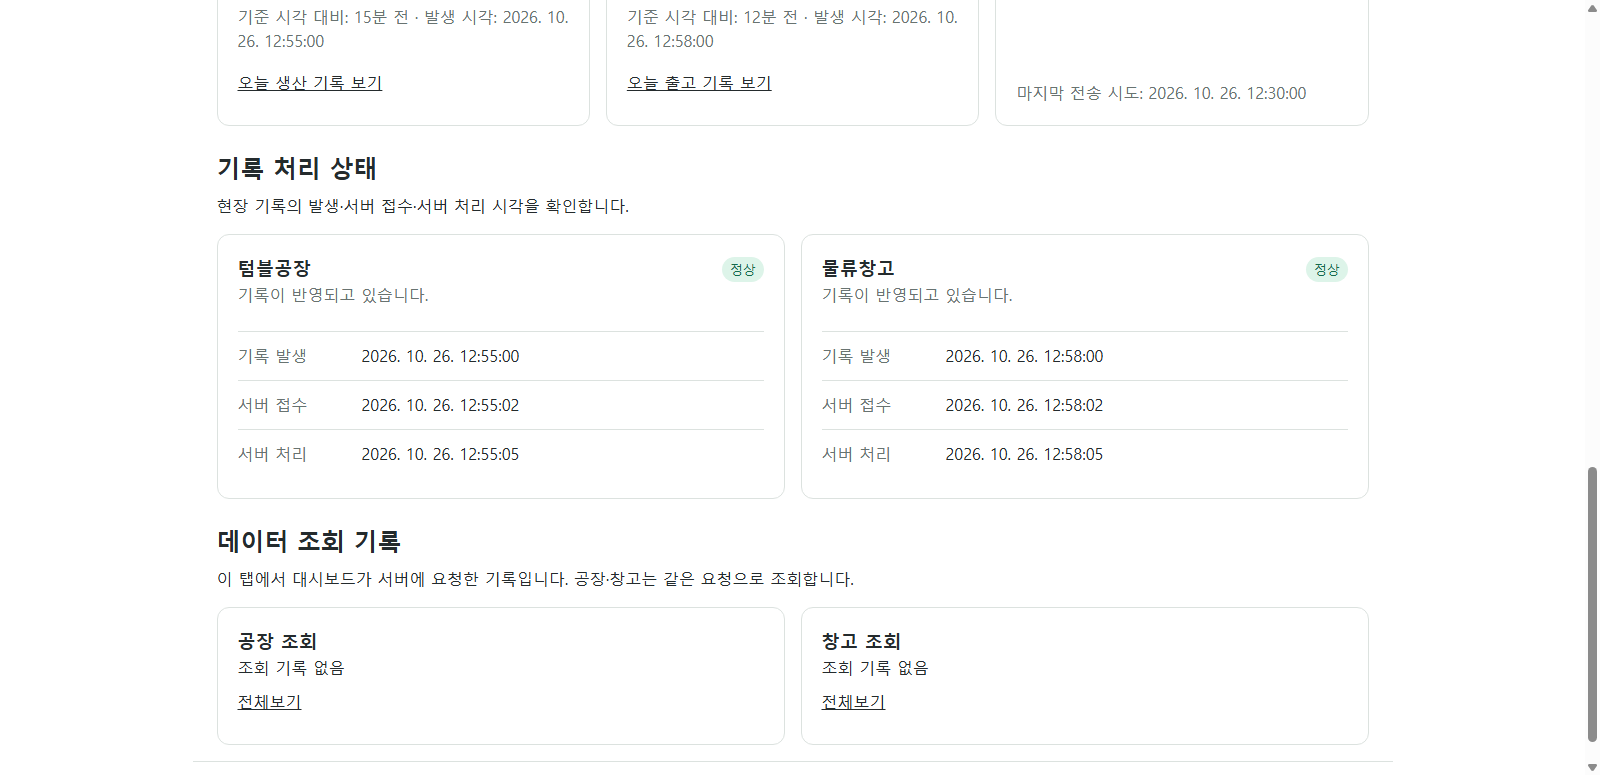 기준 시각 대비: 15분 전 · 발생 시각: 2026. 10.
26. 12:55:00
오늘 생산 기록 보기
기준 시각 대비: 12분 전 · 발생 시각: 2026. 10.
26. 12:58:00
오늘 출고 기록 보기
마지막 전송 시도: 2026. 10. 26. 12:30:00
기록 처리 상태
현장 기록의 발생·서버 접수·서버 처리 시각을 확인합니다.
텀블공장
정상
기록이 반영되고 있습니다.
기록 발생 2026. 10. 26. 12:55:00
서버 접수 2026. 10. 26. 12:55:02
서버 처리 2026. 10. 26. 12:55:05
물류창고
정상
기록이 반영되고 있습니다.
기록 발생 2026. 10. 26. 12:58:00
서버 접수 2026. 10. 26. 12:58:02
서버 처리 2026. 10. 26. 12:58:05
데이터 조회 기록
이 탭에서 대시보드가 서버에 요청한 기록입니다. 공장·창고는 같은 요청으로 조회합니다.
공장 조회
조회 기록 없음
전체보기
창고 조회
조회 기록 없음
전체보기